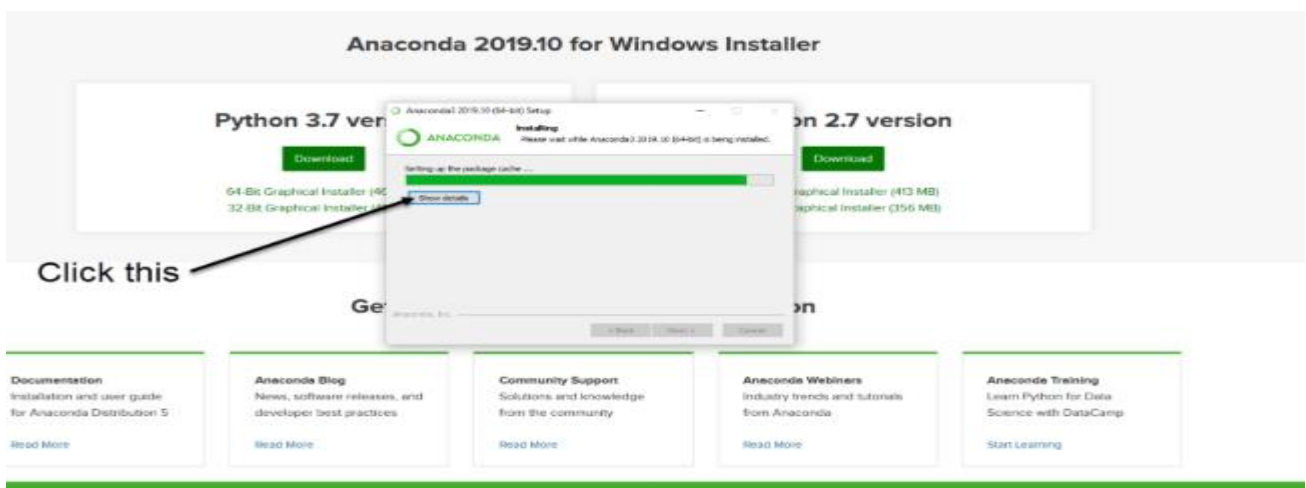 Anaconda 2019.10 for Windows Installer
Python 3.7 ver
Download
64-Bit Graphical Installer
32-Bit Graphical Installer
Anaconda3 2019.10 (64-bit) Setup
ANACONDA
Installing
Please wait while Anaconda3 2019.10 (64-bit) is being installed.
Setting up the package cache ...
Show details
Anaconda, Inc.
< Back
Next >
Cancel
on 2.7 version
Download
raphical Installer (413 MB)
raphical Installer (356 MB)
Click this
Ge
on
Documentation
Installation and user guide
for Anaconda Distribution 5
Read More
Anaconda Blog
News, software releases, and
developer best practices
Read More
Community Support
Solutions and knowledge
from the community
Read More
Anaconda Webinars
Industry trends and tutorials
from Anaconda
Read More
Anaconda Training
Learn Python for Data
Science with DataCamp
Start Learning